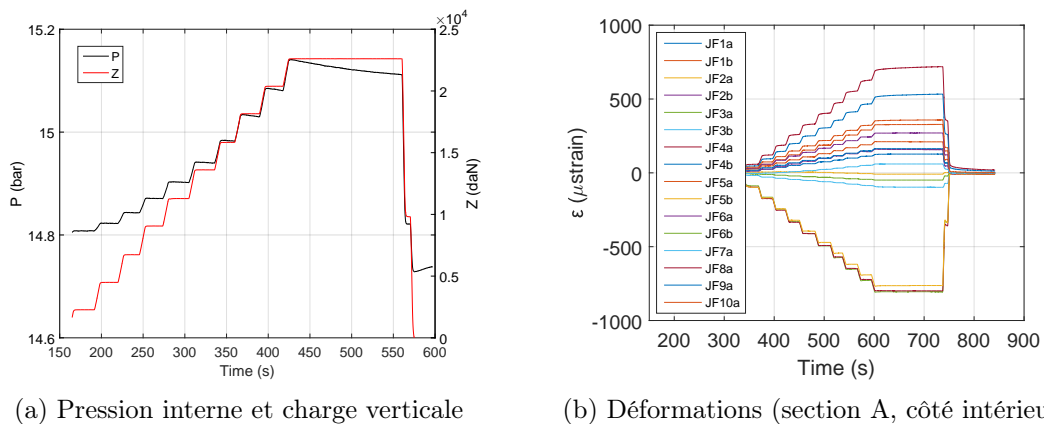 ×10⁴
15.2
15
14.8
14.6
P (bar)
P
Z
2.5
2
1.5
1
0.5
0
Z (daN)
150 200 250 300 350 400 450 500 550 600
Time (s)
(a) Pression interne et charge verticale
1000
500
0
-500
-1000
ε (μstrain)
JF1a
JF1b
JF2a
JF2b
JF3a
JF3b
JF4a
JF4b
JF5a
JF5b
JF6a
JF6b
JF7a
JF8a
JF9a
JF10a
200 300 400 500 600 700 800 900
Time (s)
(b) Déformations (section A, côté intérieu